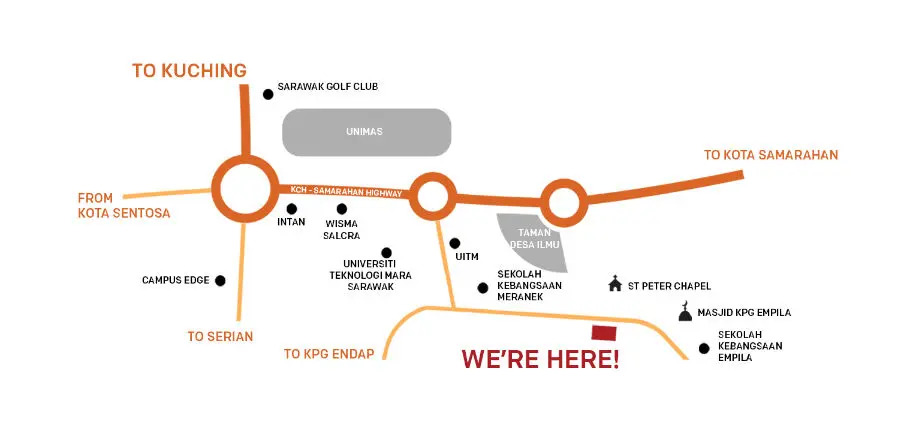 TO KUCHING
SARAWAK GOLF CLUB
UNIMAS
TO KOTA SAMARAHAN
FROM
KOTA SENTOSA
KCH - SAMARAHAN HIGHWAY
INTAN
WISMA
SALCRA
TAMAN
DESA ILMU
UNIVERSITI
TEKNOLOGI MARA
SARAWAK
UITM
CAMPUS EDGE
SEKOLAH
KEBANGSAAN
MERANEK
ST PETER CHAPEL
MASJID KPG EMPILA
TO SERIAN
TO KPG ENDAP
WE'RE HERE!
SEKOLAH
KEBANGSAAN
EMPILA